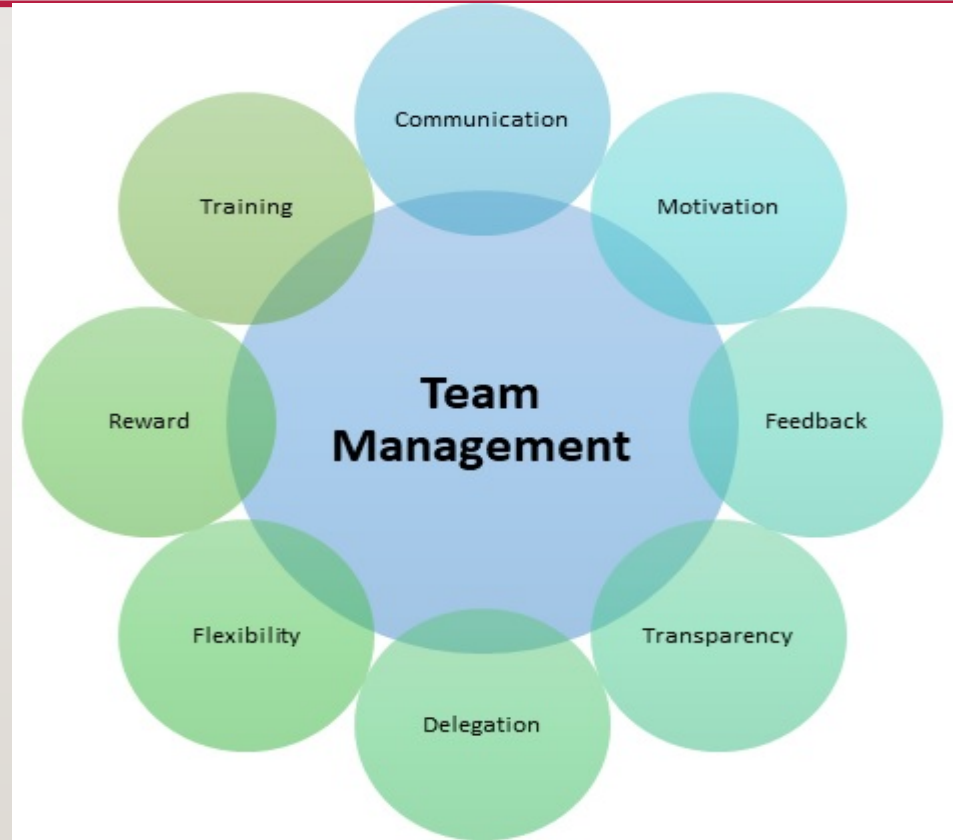 Communication
Training
Motivation
Team
Management
Reward
Feedback
Flexibility
Transparency
Delegation